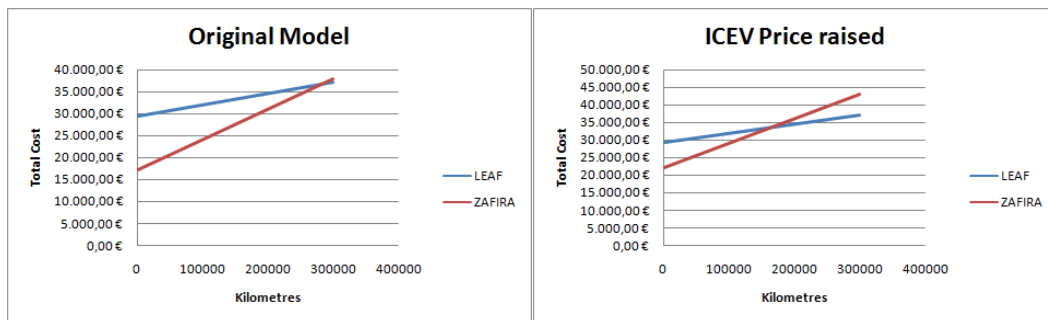 Original Model
Total Cost
40.000,00 €
35.000,00 €
30.000,00 €
25.000,00 €
20.000,00 €
15.000,00 €
10.000,00 €
5.000,00 €
0,00 €
0 100000 200000 300000 400000
Kilometres
LEAF
ZAFIRA
ICEV Price raised
Total Cost
50.000,00 €
45.000,00 €
40.000,00 €
35.000,00 €
30.000,00 €
25.000,00 €
20.000,00 €
15.000,00 €
10.000,00 €
5.000,00 €
0,00 €
0 100000 200000 300000 400000
Kilometres
LEAF
ZAFIRA